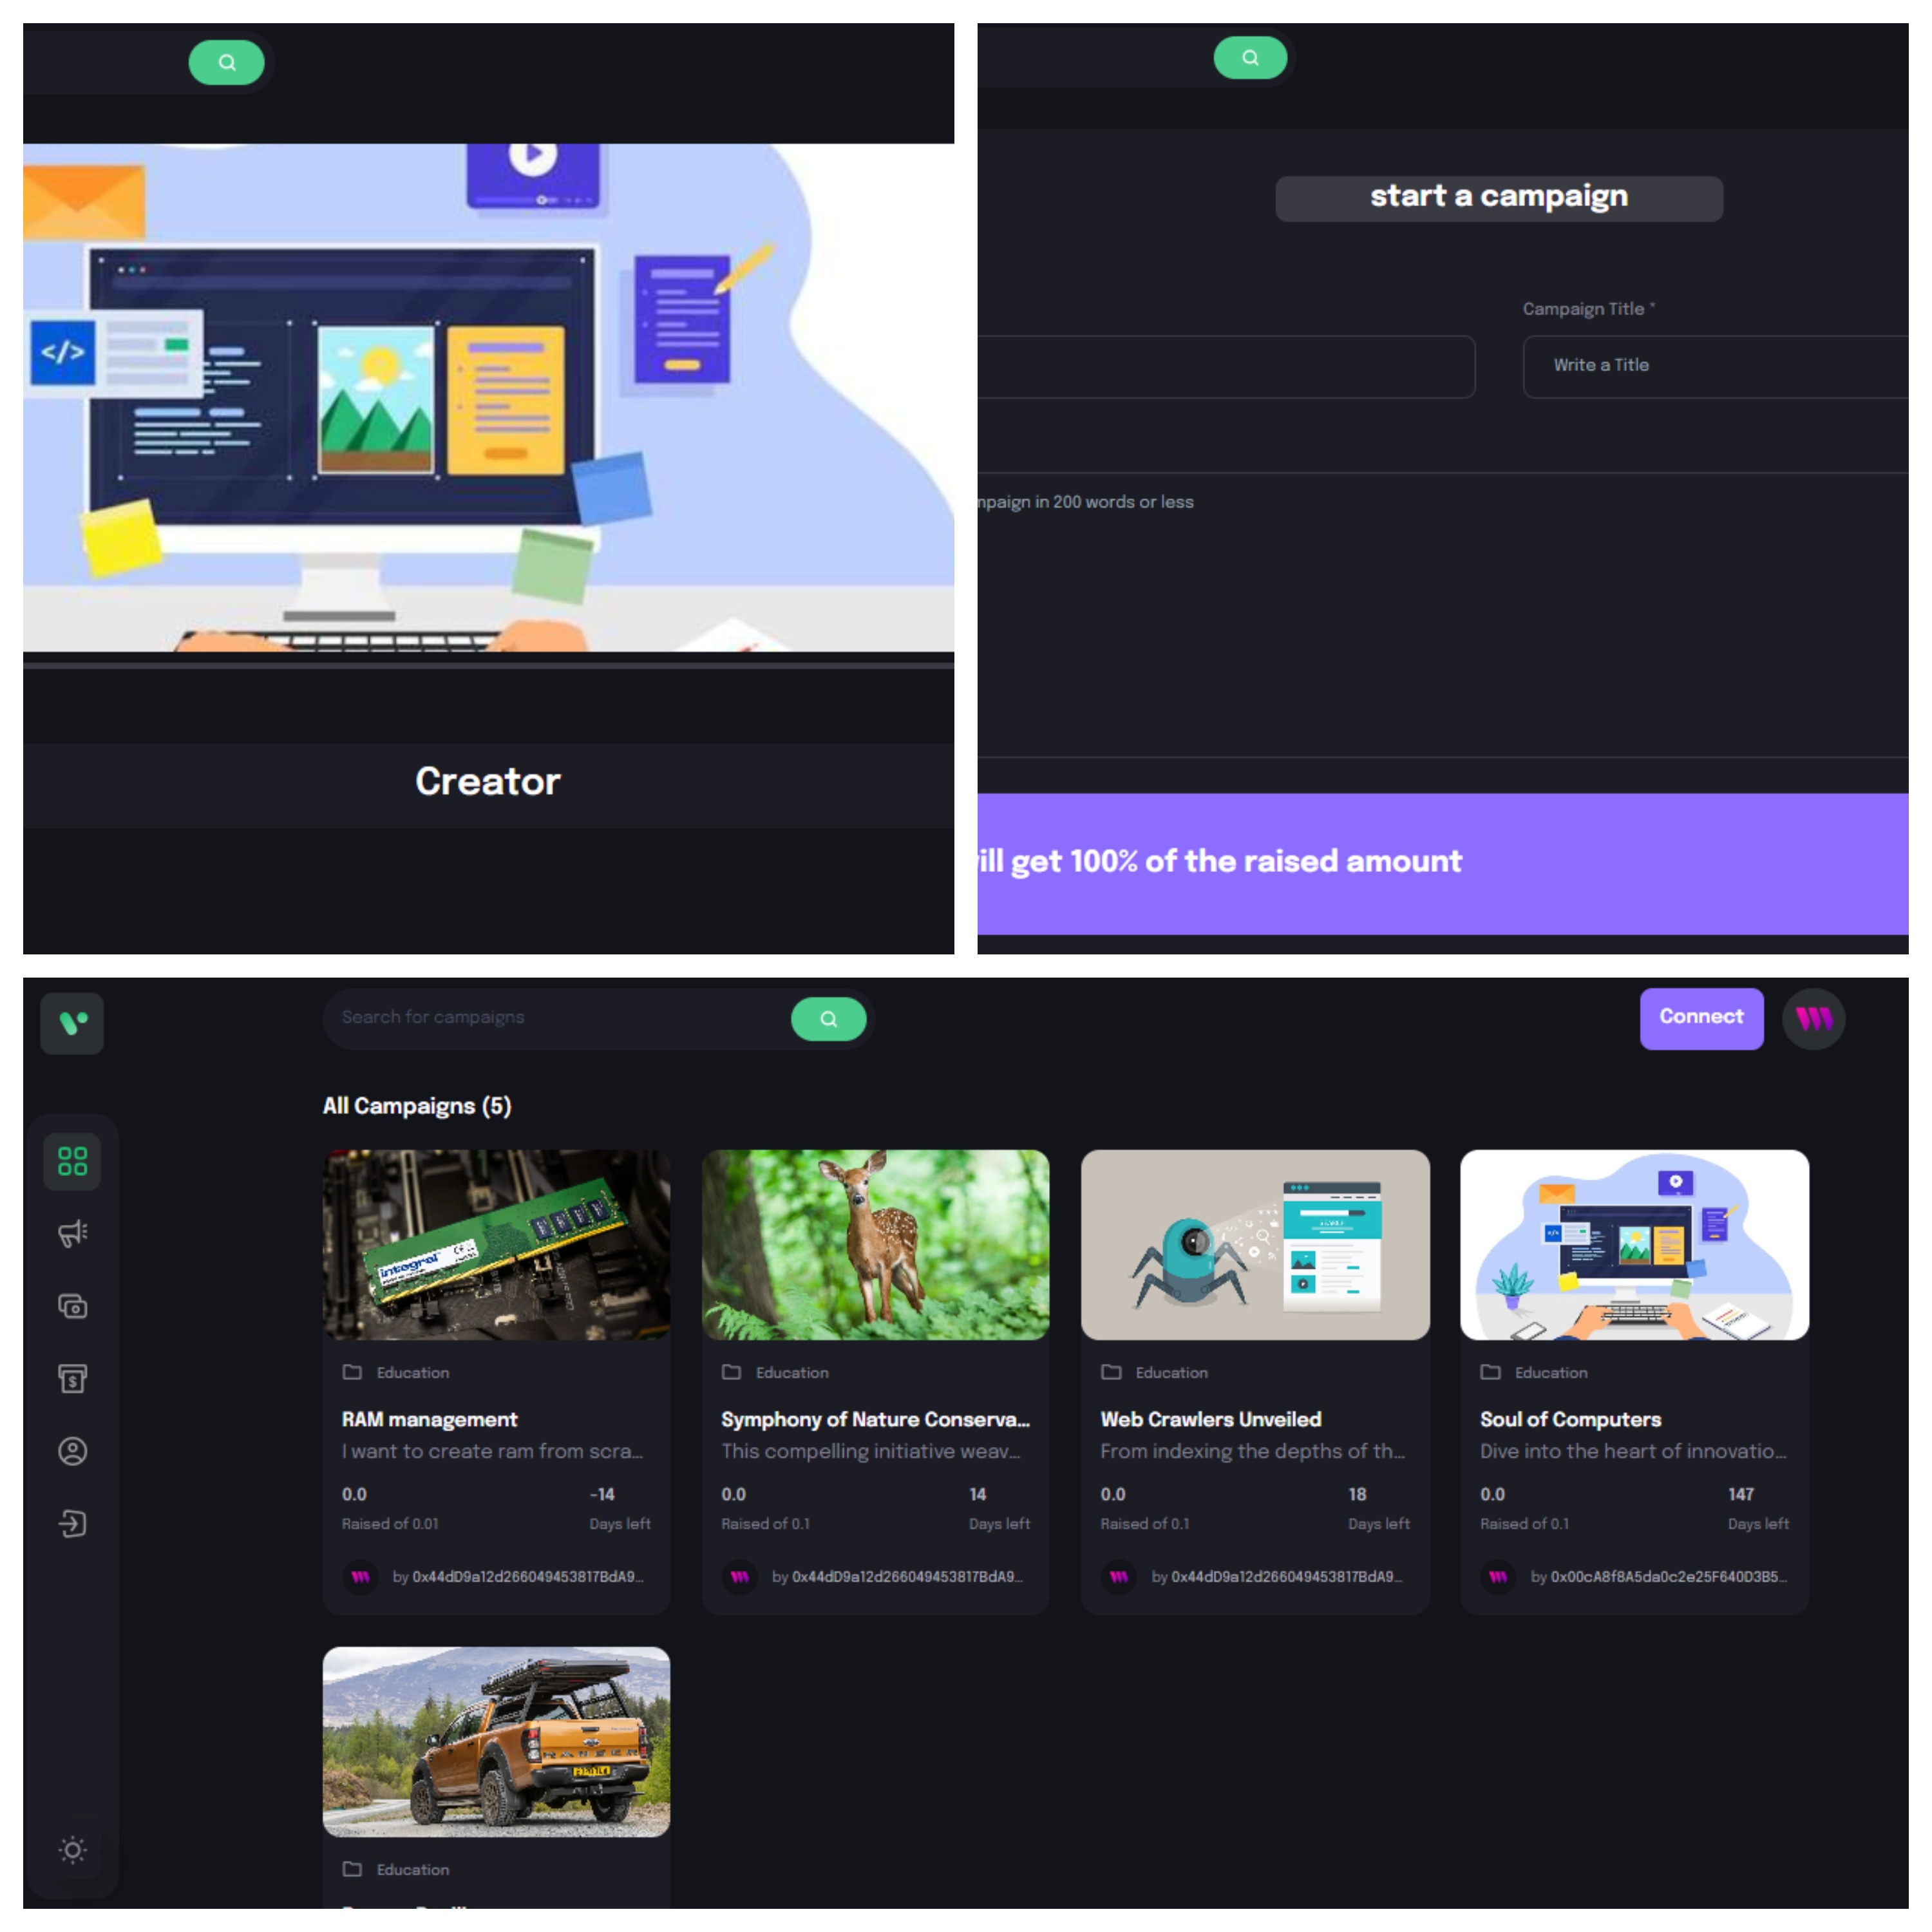 </>
Creator
start a campaign
Campaign Title *
Write a Title
npaign in 200 words or less
ill get 100% of the raised amount
Search for campaigns
Connect
All Campaigns (5)
integral
Education
RAM management
I want to create ram from scra...
0.0
-14
Raised of 0.01
Days left
by 0x44dD9a12d266049453817BdA9...
Education
Symphony of Nature Conserva...
This compelling initiative weav...
0.0
14
Raised of 0.1
Days left
by 0x44dD9a12d266049453817BdA9...
Education
Web Crawlers Unveiled
From indexing the depths of th...
0.0
18
Raised of 0.1
Days left
by 0x44dD9a12d266049453817BdA9...
Education
Soul of Computers
Dive into the heart of innovatio...
0.0
147
Raised of 0.1
Days left
by 0x00cA8f8A5da0c2e25F640D3B5...
RANGER
Education